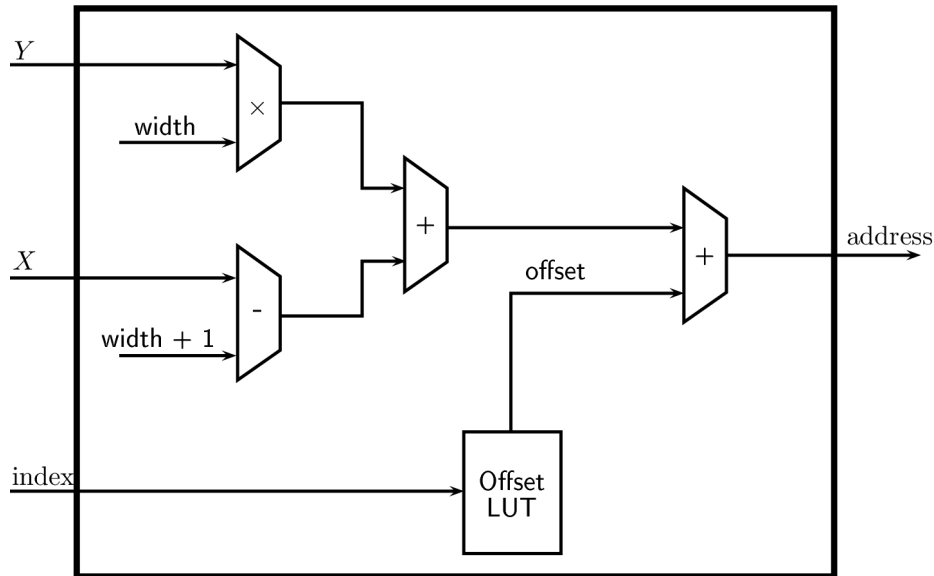 Y
width
×
+
address
+
X
offset
-
width + 1
index
Offset
LUT